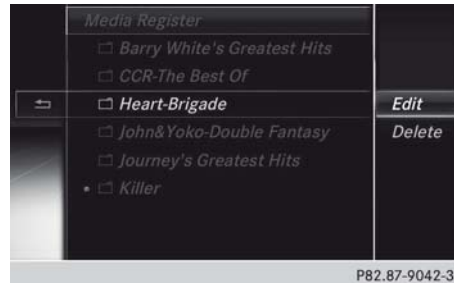 Media Register
Barry White's Greatest Hits
CCR-The Best Of
Heart-Brigade
Edit
John&Yoko-Double Fantasy
Delete
Journey's Greatest Hits
Killer
P82.87-9042-3